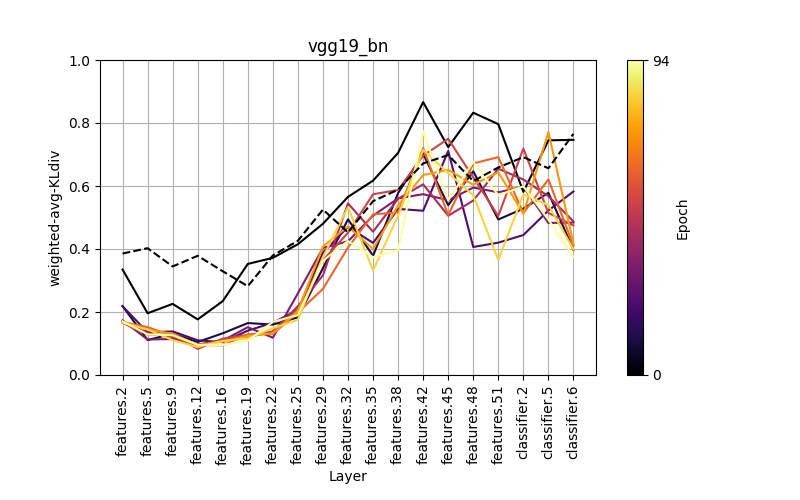 vgg19_bn
1.0
0.8
0.6
0.4
0.2
0.0
weighted-avg-KLdiv
features.2
features.5
features.9
features.12
features.16
features.19
features.22
features.25
features.29
features.32
features.35
features.38
features.42
features.45
features.48
features.51
classifier.2
classifier.5
classifier.6
Layer
94
0
Epoch